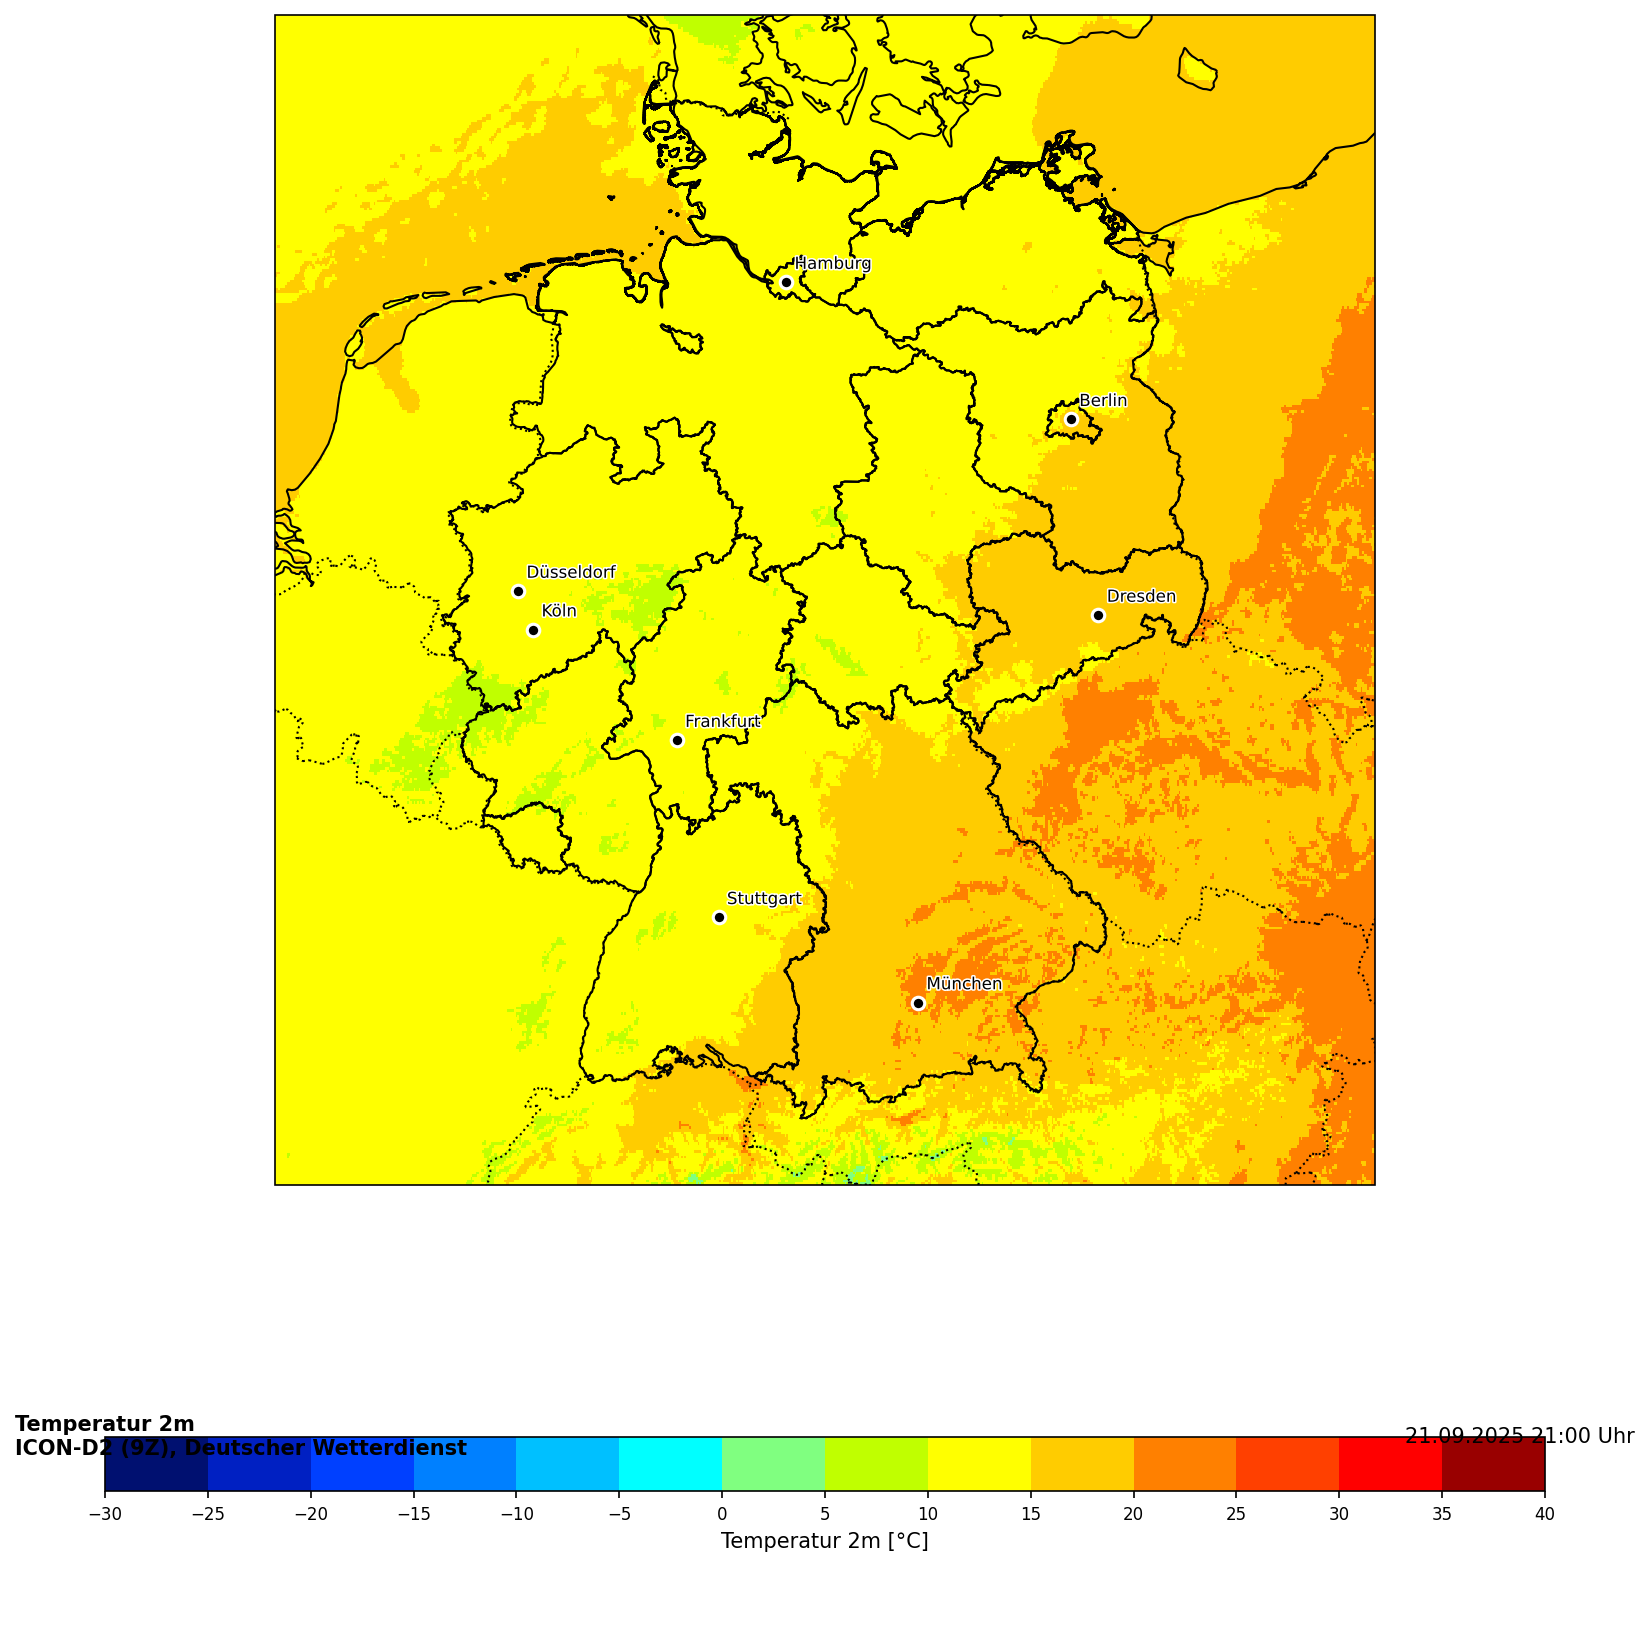 Hamburg
Berlin
Düsseldorf
Köln
Dresden
Frankfurt
Stuttgart
München
Temperatur 2m
ICON-D2 (9Z), Deutscher Wetterdienst
21.09.2025 21:00 Uhr
−30 −25 −20 −15 −10 −5 0 5 10 15 20 25 30 35 40
Temperatur 2m [°C]